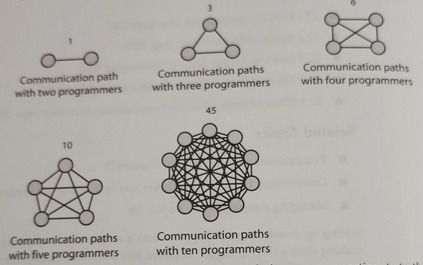 1
Communication path
with two programmers
3
Communication paths
with three programmers
6
Communication paths
with four programmers
10
Communication paths
with five programmers
45
Communication paths
with ten programmers